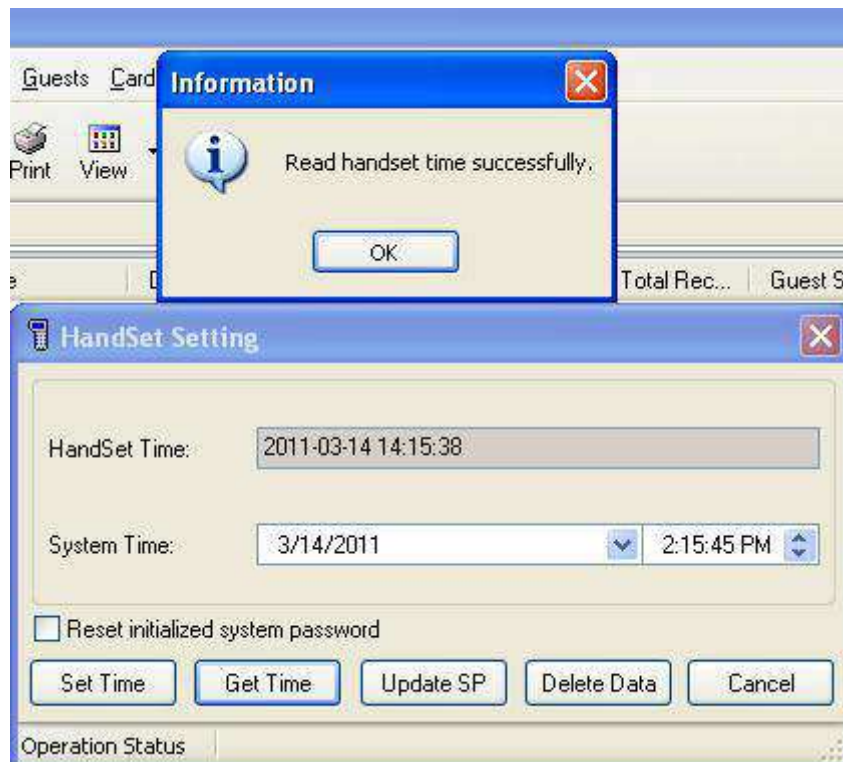 Guests Card
Information
Print View
Read handset time successfully.
OK
Total Rec... Guest S
HandSet Setting
HandSet Time: 2011-03-14 14:15:38
System Time: 3/14/2011 2:15:45 PM
Reset initialized system password
Set Time Get Time Update SP Delete Data Cancel
Operation Status